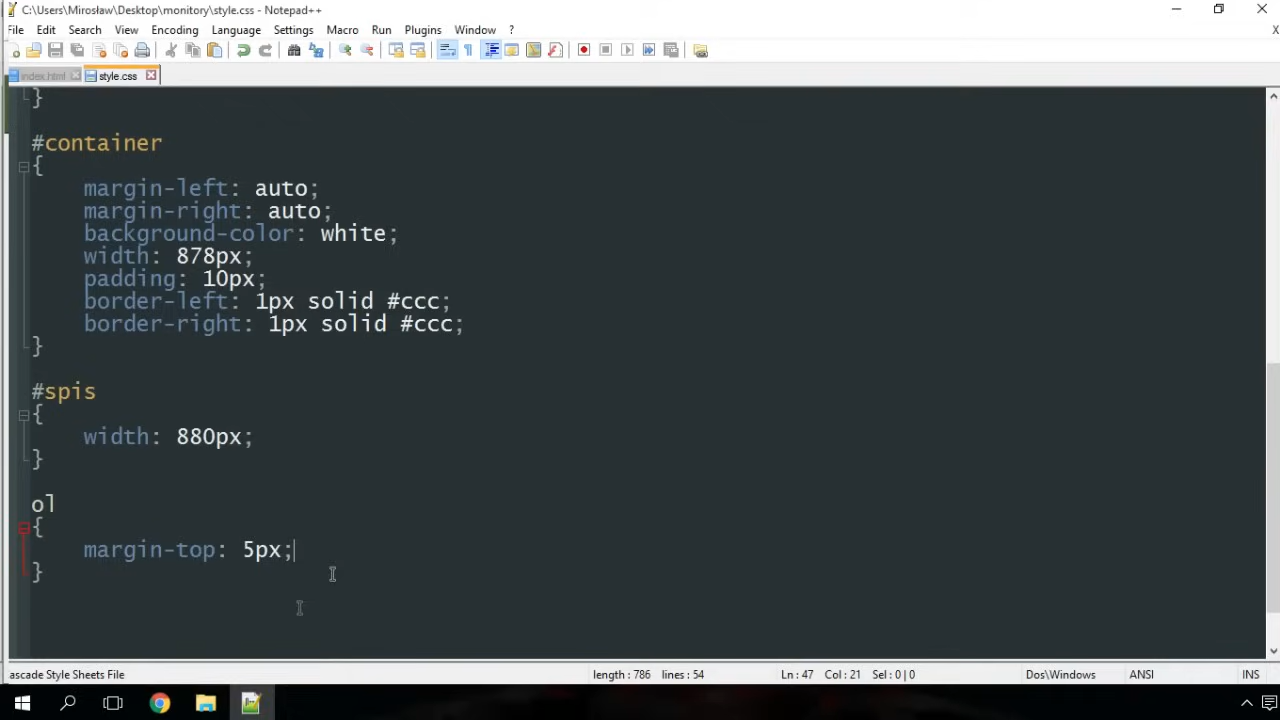 C:\Users\Mirosław\Desktop\monitory\style.css - Notepad++
File Edit Search View Encoding Language Settings Macro Run Plugins Window ? X
index.html style.css
}
#container
{
margin-left: auto;
margin-right: auto;
background-color: white;
width: 878px;
padding: 10px;
border-left: 1px solid #ccc;
border-right: 1px solid #ccc;
}
#spis
{
width: 880px;
}
ol
{
margin-top: 5px;
}
ascade Style Sheets File length : 786 lines : 54 Ln : 47 Col : 21 Sel : 0 | 0 Dos\Windows ANSI INS